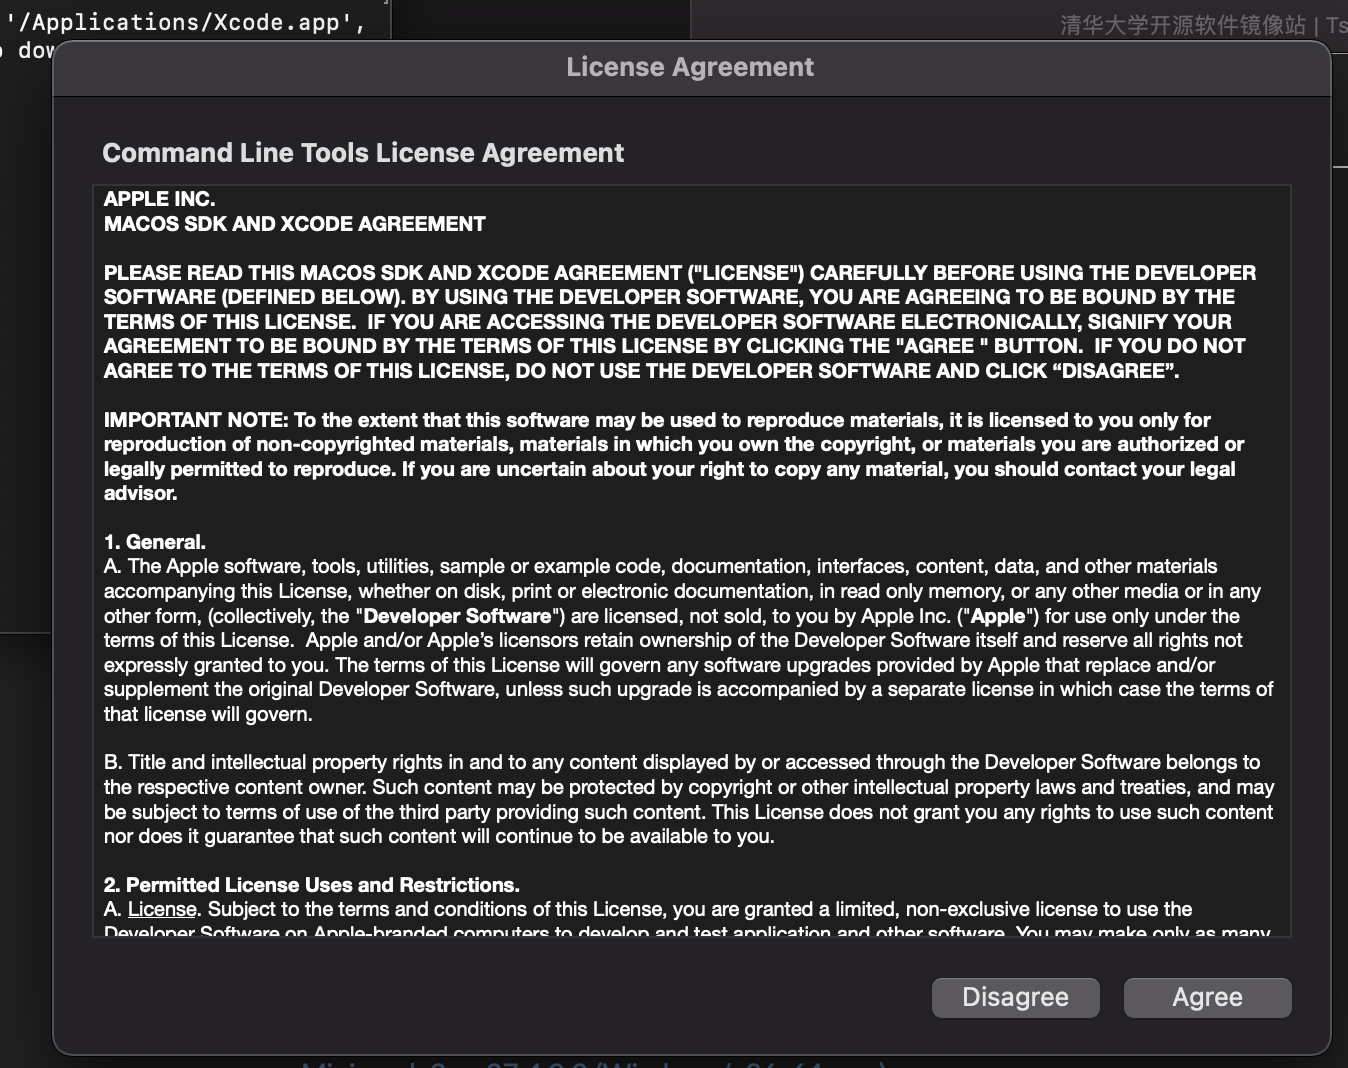 '/Applications/Xcode.app',
清华大学开源软件镜像站 | Ts
License Agreement
Command Line Tools License Agreement
APPLE INC.
MACOS SDK AND XCODE AGREEMENT
PLEASE READ THIS MACOS SDK AND XCODE AGREEMENT ("LICENSE") CAREFULLY BEFORE USING THE DEVELOPER
SOFTWARE (DEFINED BELOW). BY USING THE DEVELOPER SOFTWARE, YOU ARE AGREEING TO BE BOUND BY THE
TERMS OF THIS LICENSE.  IF YOU ARE ACCESSING THE DEVELOPER SOFTWARE ELECTRONICALLY, SIGNIFY YOUR
AGREEMENT TO BE BOUND BY THE TERMS OF THIS LICENSE BY CLICKING THE "AGREE " BUTTON.  IF YOU DO NOT
AGREE TO THE TERMS OF THIS LICENSE, DO NOT USE THE DEVELOPER SOFTWARE AND CLICK “DISAGREE”.
IMPORTANT NOTE: To the extent that this software may be used to reproduce materials, it is licensed to you only for
reproduction of non-copyrighted materials, materials in which you own the copyright, or materials you are authorized or
legally permitted to reproduce. If you are uncertain about your right to copy any material, you should contact your legal
advisor.
1. General.
A. The Apple software, tools, utilities, sample or example code, documentation, interfaces, content, data, and other materials
accompanying this License, whether on disk, print or electronic documentation, in read only memory, or any other media or in any
other form, (collectively, the "Developer Software") are licensed, not sold, to you by Apple Inc. ("Apple") for use only under the
terms of this License.  Apple and/or Apple’s licensors retain ownership of the Developer Software itself and reserve all rights not
expressly granted to you. The terms of this License will govern any software upgrades provided by Apple that replace and/or
supplement the original Developer Software, unless such upgrade is accompanied by a separate license in which case the terms of
that license will govern.
B. Title and intellectual property rights in and to any content displayed by or accessed through the Developer Software belongs to
the respective content owner. Such content may be protected by copyright or other intellectual property laws and treaties, and may
be subject to terms of use of the third party providing such content. This License does not grant you any rights to use such content
nor does it guarantee that such content will continue to be available to you.
2. Permitted License Uses and Restrictions.
A. License. Subject to the terms and conditions of this License, you are granted a limited, non-exclusive license to use the
Developer Software on Apple-branded computers to develop and test application and other software. You may make only as many
Disagree
Agree